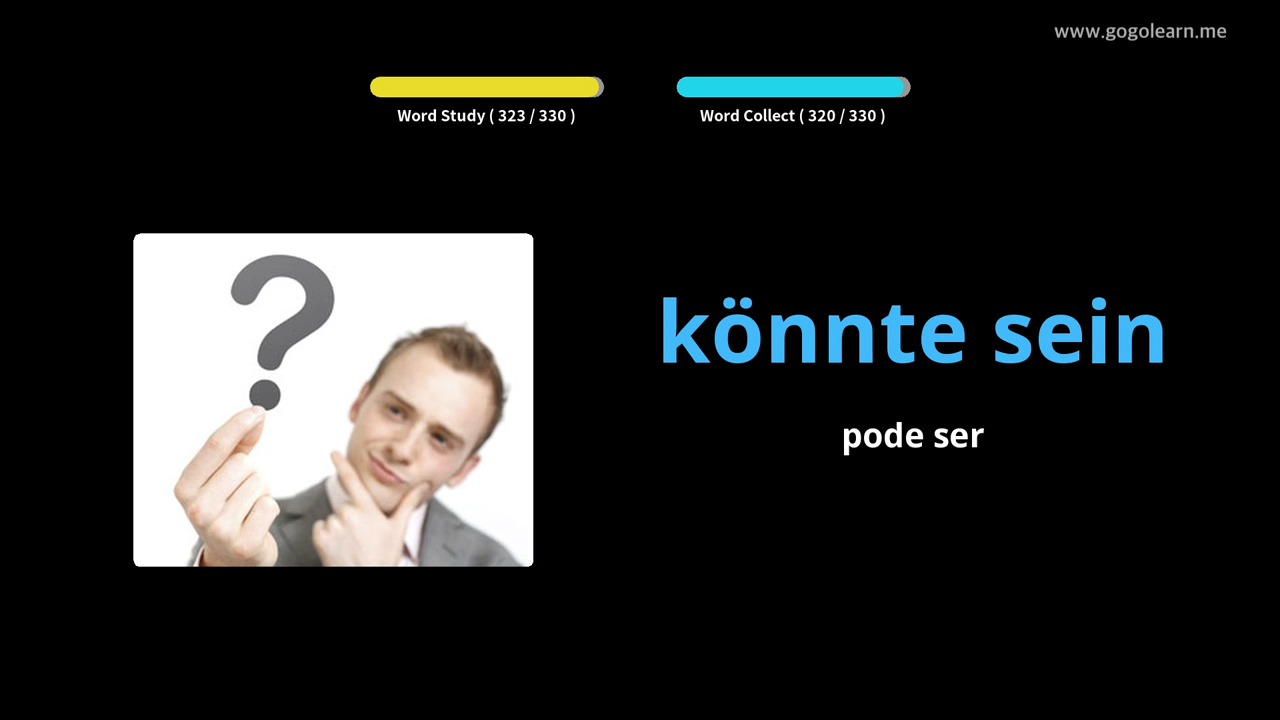 www.gogolearn.me
Word Study ( 323 / 330 )
Word Collect ( 320 / 330 )
könnte sein
pode ser